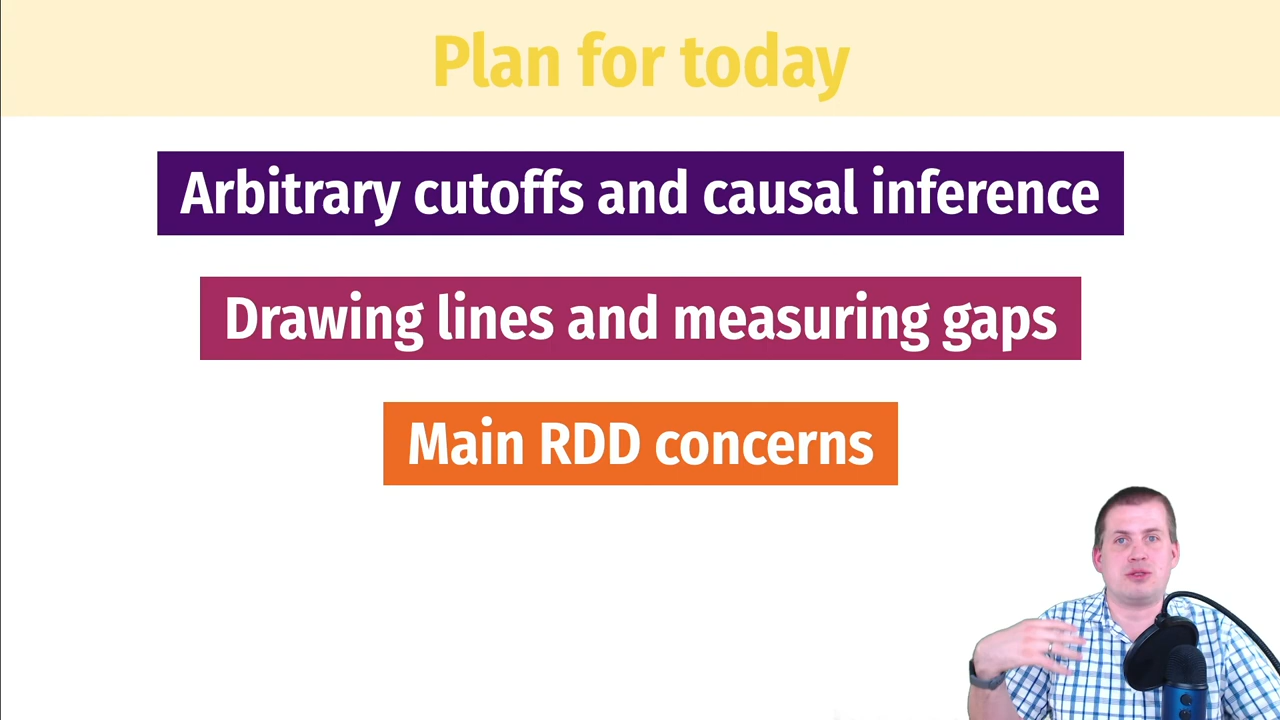 Plan for today
Arbitrary cutoffs and causal inference
Drawing lines and measuring gaps
Main RDD concerns